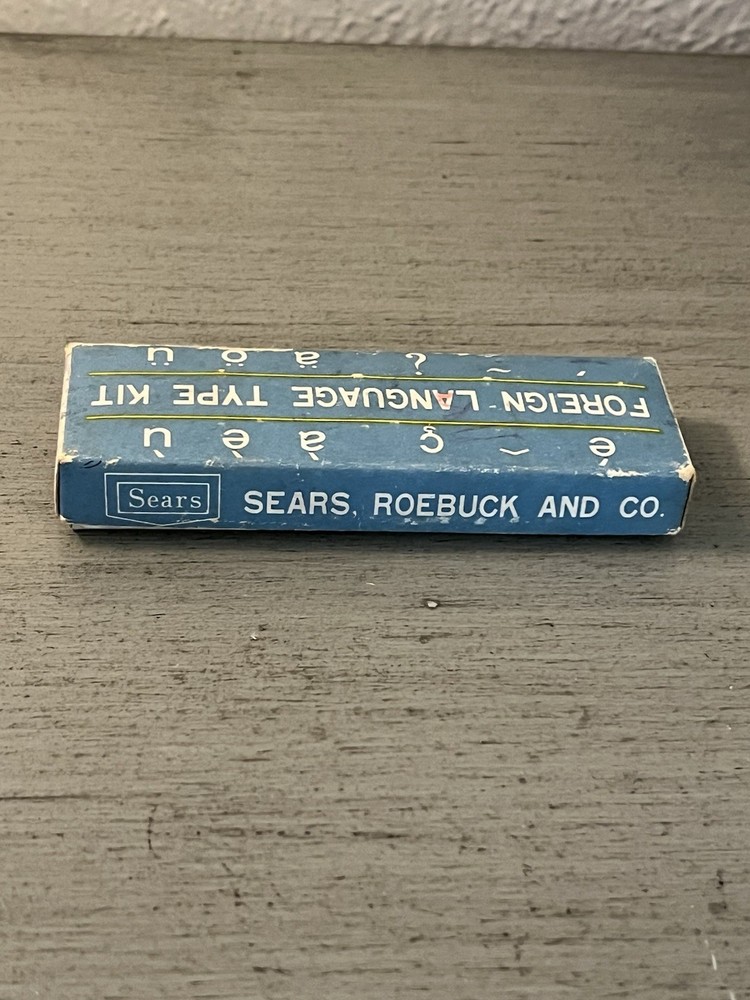 é ^ ç à è ù
FOREIGN LANGUAGE TYPE KIT
´ ~ ¿ ä ö ü
Sears SEARS, ROEBUCK AND CO.